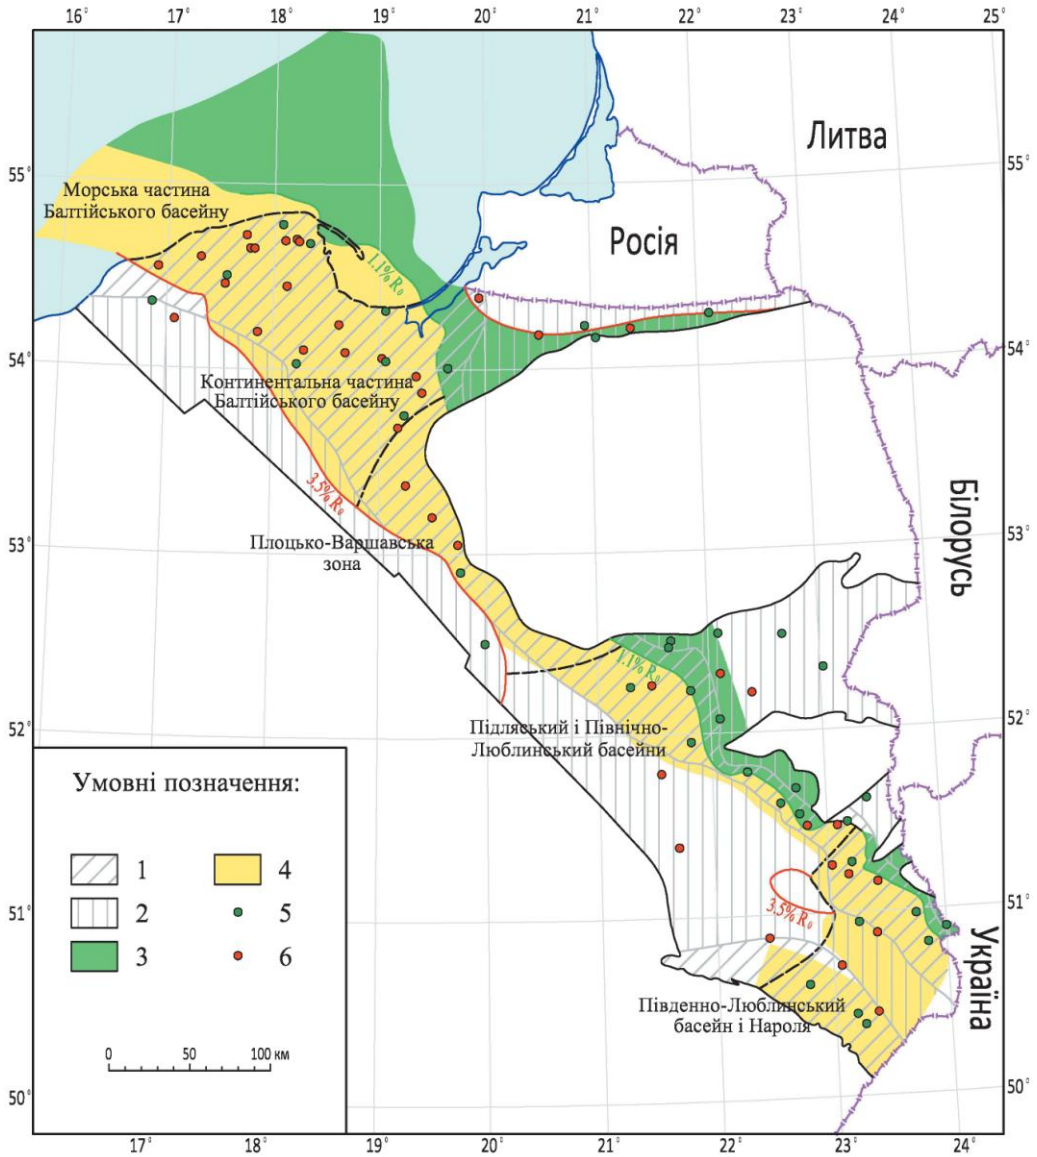 16° 17° 18° 19° 20° 21° 22° 23° 24° 25°
Литва
55° 55°
Морська частина
Балтійського басейну
Росія
1.1% R₀
54° 54°
Континентальна частина
Балтійського басейну
3.5% R₀
Білорусь
53° 53°
Плоцько-Варшавська
зона
1.1% R₀
52° 52°
Підляський і Північно-
Люблинський басейни
Умовні позначення:
1 4
2 5
3 6
51° 51°
3.5% R₀
Україна
Південно-Люблинський
басейн і Нароля
0 50 100 км
50° 50°
17° 18° 19° 20° 21° 22° 23° 24°